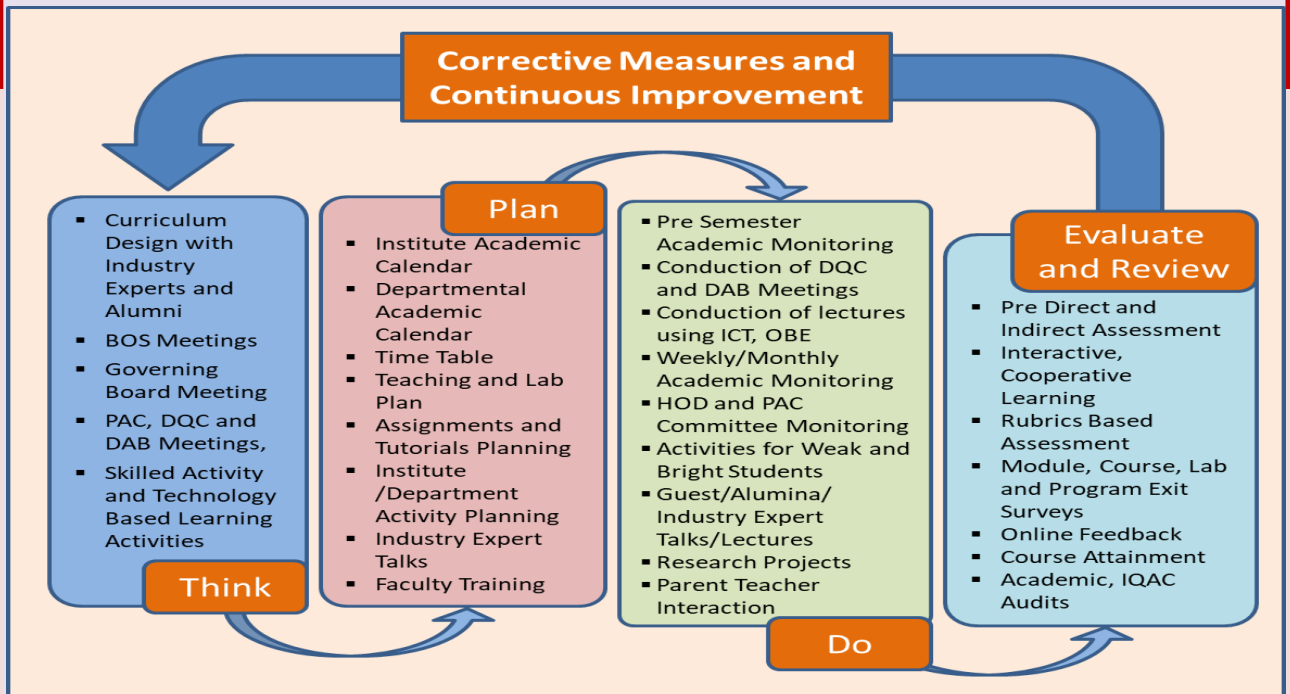 Corrective Measures and
Continuous Improvement
▪ Curriculum
Design with
Industry
Experts and
Alumni
▪ BOS Meetings
▪ Governing
Board Meeting
▪ PAC, DQC and
DAB Meetings,
▪ Skilled Activity
and Technology
Based Learning
Activities
Think
Plan
▪ Institute Academic
Calendar
▪ Departmental
Academic
Calendar
▪ Time Table
▪ Teaching and Lab
Plan
▪ Assignments and
Tutorials Planning
▪ Institute
/Department
Activity Planning
▪ Industry Expert
Talks
▪ Faculty Training
▪ Pre Semester
Academic Monitoring
▪ Conduction of DQC
and DAB Meetings
▪ Conduction of lectures
using ICT, OBE
▪ Weekly/Monthly
Academic Monitoring
▪ HOD and PAC
Committee Monitoring
▪ Activities for Weak and
Bright Students
▪ Guest/Alumina/
Industry Expert
Talks/Lectures
▪ Research Projects
▪ Parent Teacher
Interaction
Do
Evaluate
and Review
▪ Pre Direct and
Indirect Assessment
▪ Interactive,
Cooperative
Learning
▪ Rubrics Based
Assessment
▪ Module, Course, Lab
and Program Exit
Surveys
▪ Online Feedback
▪ Course Attainment
▪ Academic, IQAC
Audits